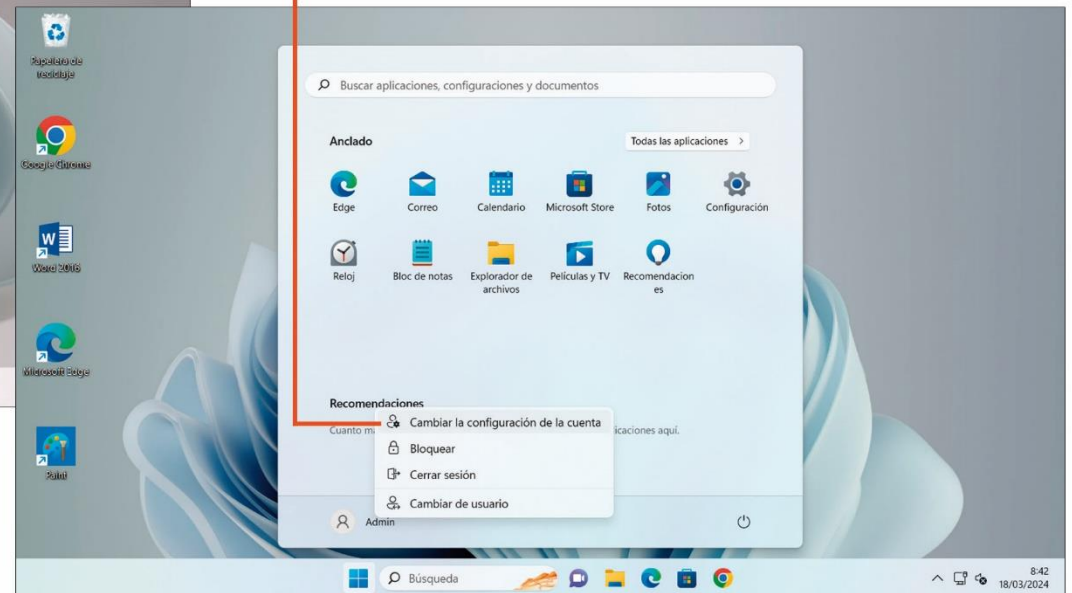 Papelera de
reciclaje
Google Chrome
Word 2016
Microsoft Edge
Paint
Buscar aplicaciones, configuraciones y documentos
Anclado
Todas las aplicaciones >
Edge
Correo
Calendario
Microsoft Store
Fotos
Configuración
Reloj
Bloc de notas
Explorador de
archivos
Películas y TV
Recomendacion
es
Recomendaciones
Cuanto m
icaciones aquí.
Cambiar la configuración de la cuenta
Bloquear
Cerrar sesión
Cambiar de usuario
Admin
Búsqueda
8:42
18/03/2024